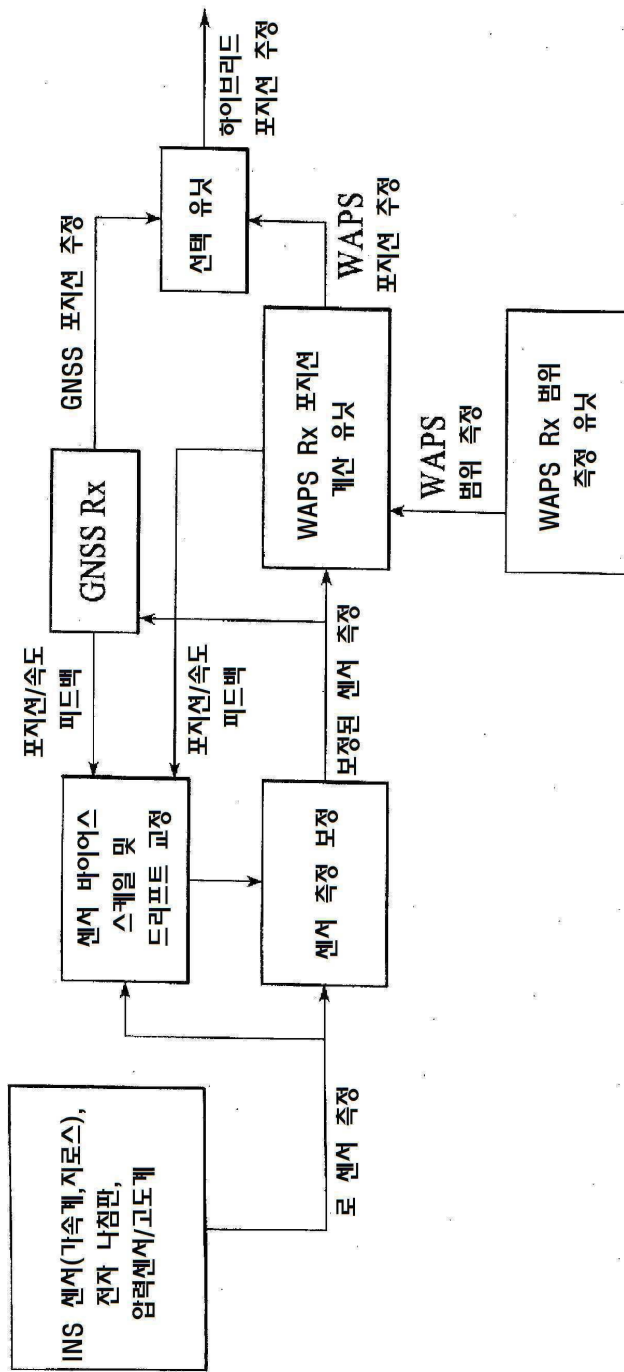 INS 센서(가속계,지로스),
전자 나침판,
압력센서/고도계
로 센서 측정
센서 바이어스
스케일 및
드리프트 교정
센서 측정 보정
포지션/속도
피드백
포지션/속도
피드백
보정된 센서 측정
GNSS Rx
GNSS 포지션 추정
WAPS Rx 포지션
계산 유닛
WAPS
범위 측정
WAPS Rx 범위
측정 유닛
WAPS
포지션 추정
선택 유닛
하이브리드
포지션 추정